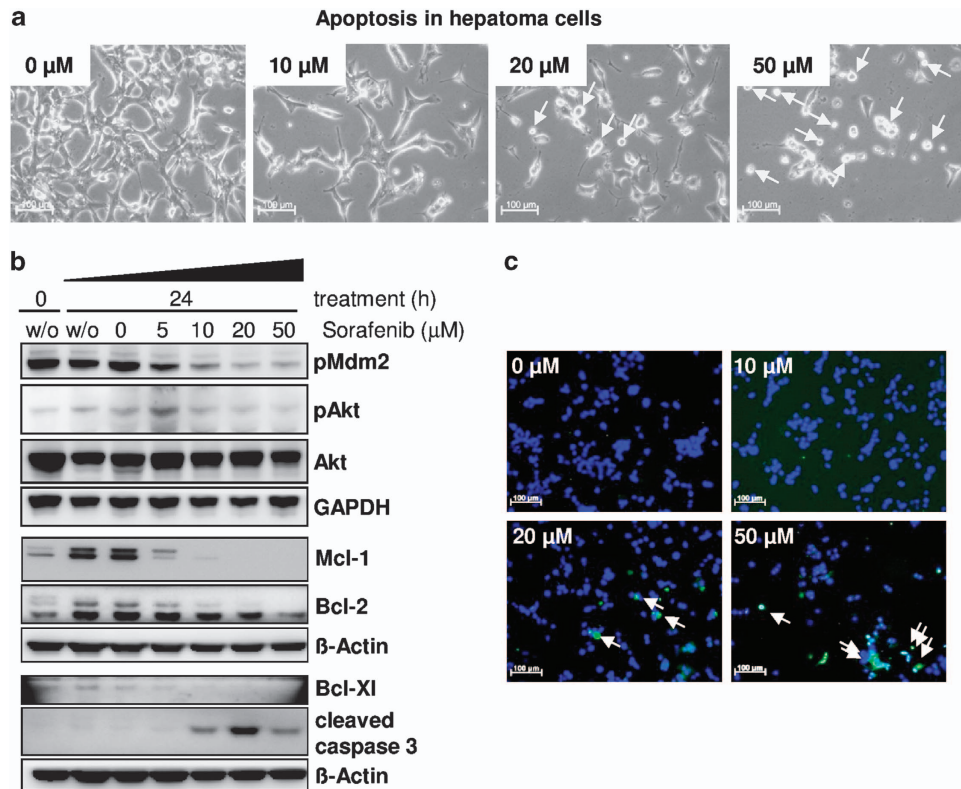 a
Apoptosis in hepatoma cells
0 µM
10 µM
20 µM
50 µM
100 µm
100 µm
100 µm
100 µm
b
0
24
treatment (h)
w/o w/o 0 5 10 20 50 Sorafenib (µM)
pMdm2
pAkt
Akt
GAPDH
Mcl-1
Bcl-2
ß-Actin
Bcl-Xl
cleaved
caspase 3
ß-Actin
c
0 µM
10 µM
100 µm
100 µm
20 µM
50 µM
100 µm
100 µm